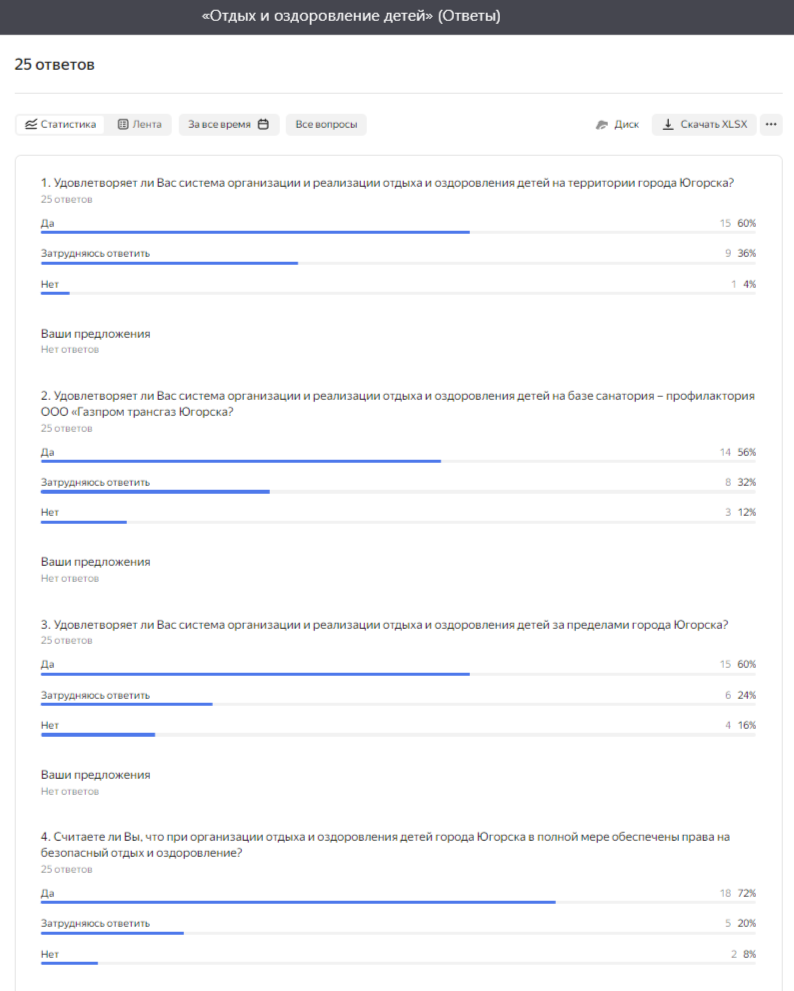 «Отдых и оздоровление детей» (Ответы)
25 ответов
Статистика Лента За все время Все вопросы Диск Скачать XLSX
1. Удовлетворяет ли Вас система организации и реализации отдыха и оздоровления детей на территории города Югорска?
25 ответов
Да 15 60%
Затрудняюсь ответить 9 36%
Нет 1 4%
Ваши предложения
Нет ответов
2. Удовлетворяет ли Вас система организации и реализации отдыха и оздоровления детей на базе санатория – профилактория
ООО «Газпром трансгаз Югорска?
25 ответов
Да 14 56%
Затрудняюсь ответить 8 32%
Нет 3 12%
Ваши предложения
Нет ответов
3. Удовлетворяет ли Вас система организации и реализации отдыха и оздоровления детей за пределами города Югорска?
25 ответов
Да 15 60%
Затрудняюсь ответить 6 24%
Нет 4 16%
Ваши предложения
Нет ответов
4. Считаете ли Вы, что при организации отдыха и оздоровления детей города Югорска в полной мере обеспечены права на
безопасный отдых и оздоровление?
25 ответов
Да 18 72%
Затрудняюсь ответить 5 20%
Нет 2 8%